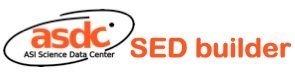 asdc
ASI Science Data Center
SED builder